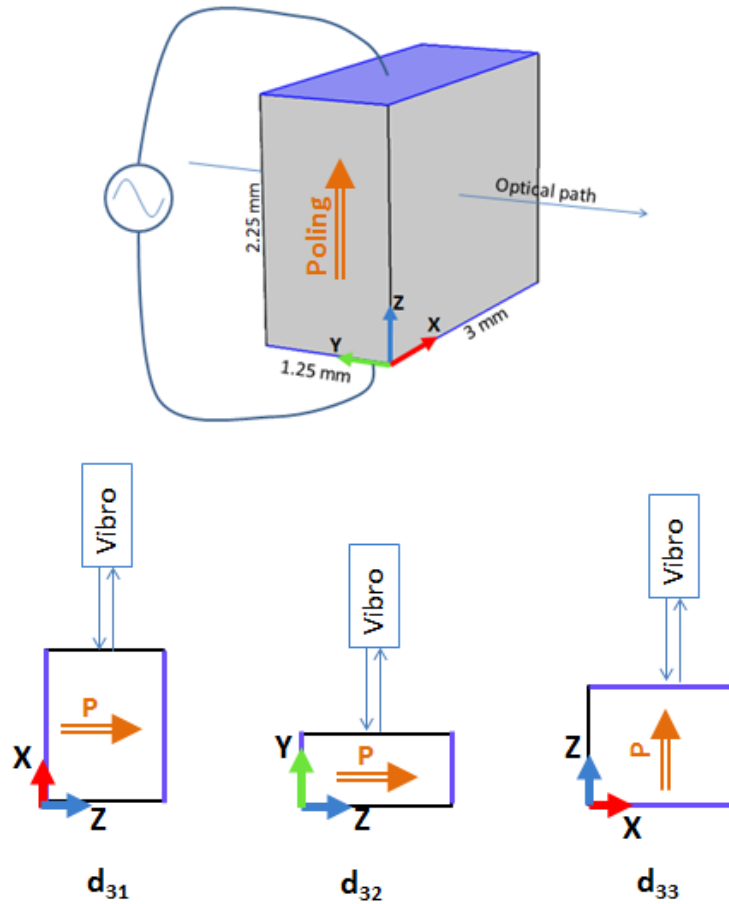 Optical path
Poling
2.25 mm
Z
X
Y
3 mm
1.25 mm
Vibro
P
X
Z
d31
Vibro
P
Y
Z
d32
Vibro
P
Z
X
d33